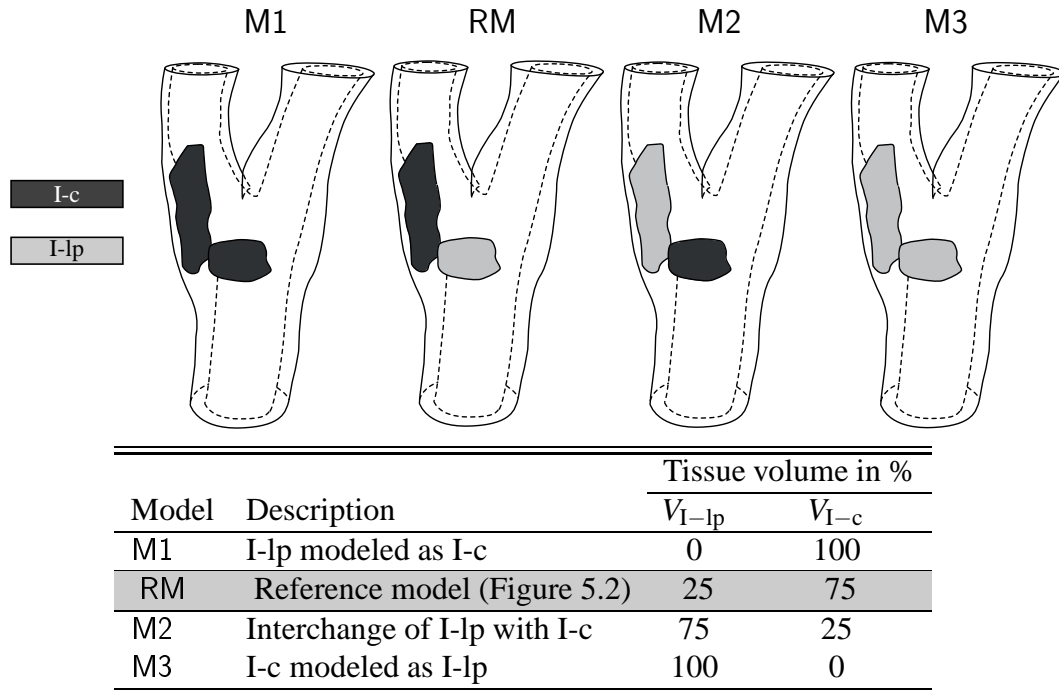 M1 RM M2 M3
I-c
I-lp
Tissue volume in %
Model Description V_I−lp V_I−c
M1 I-lp modeled as I-c 0 100
RM Reference model (Figure 5.2) 25 75
M2 Interchange of I-lp with I-c 75 25
M3 I-c modeled as I-lp 100 0